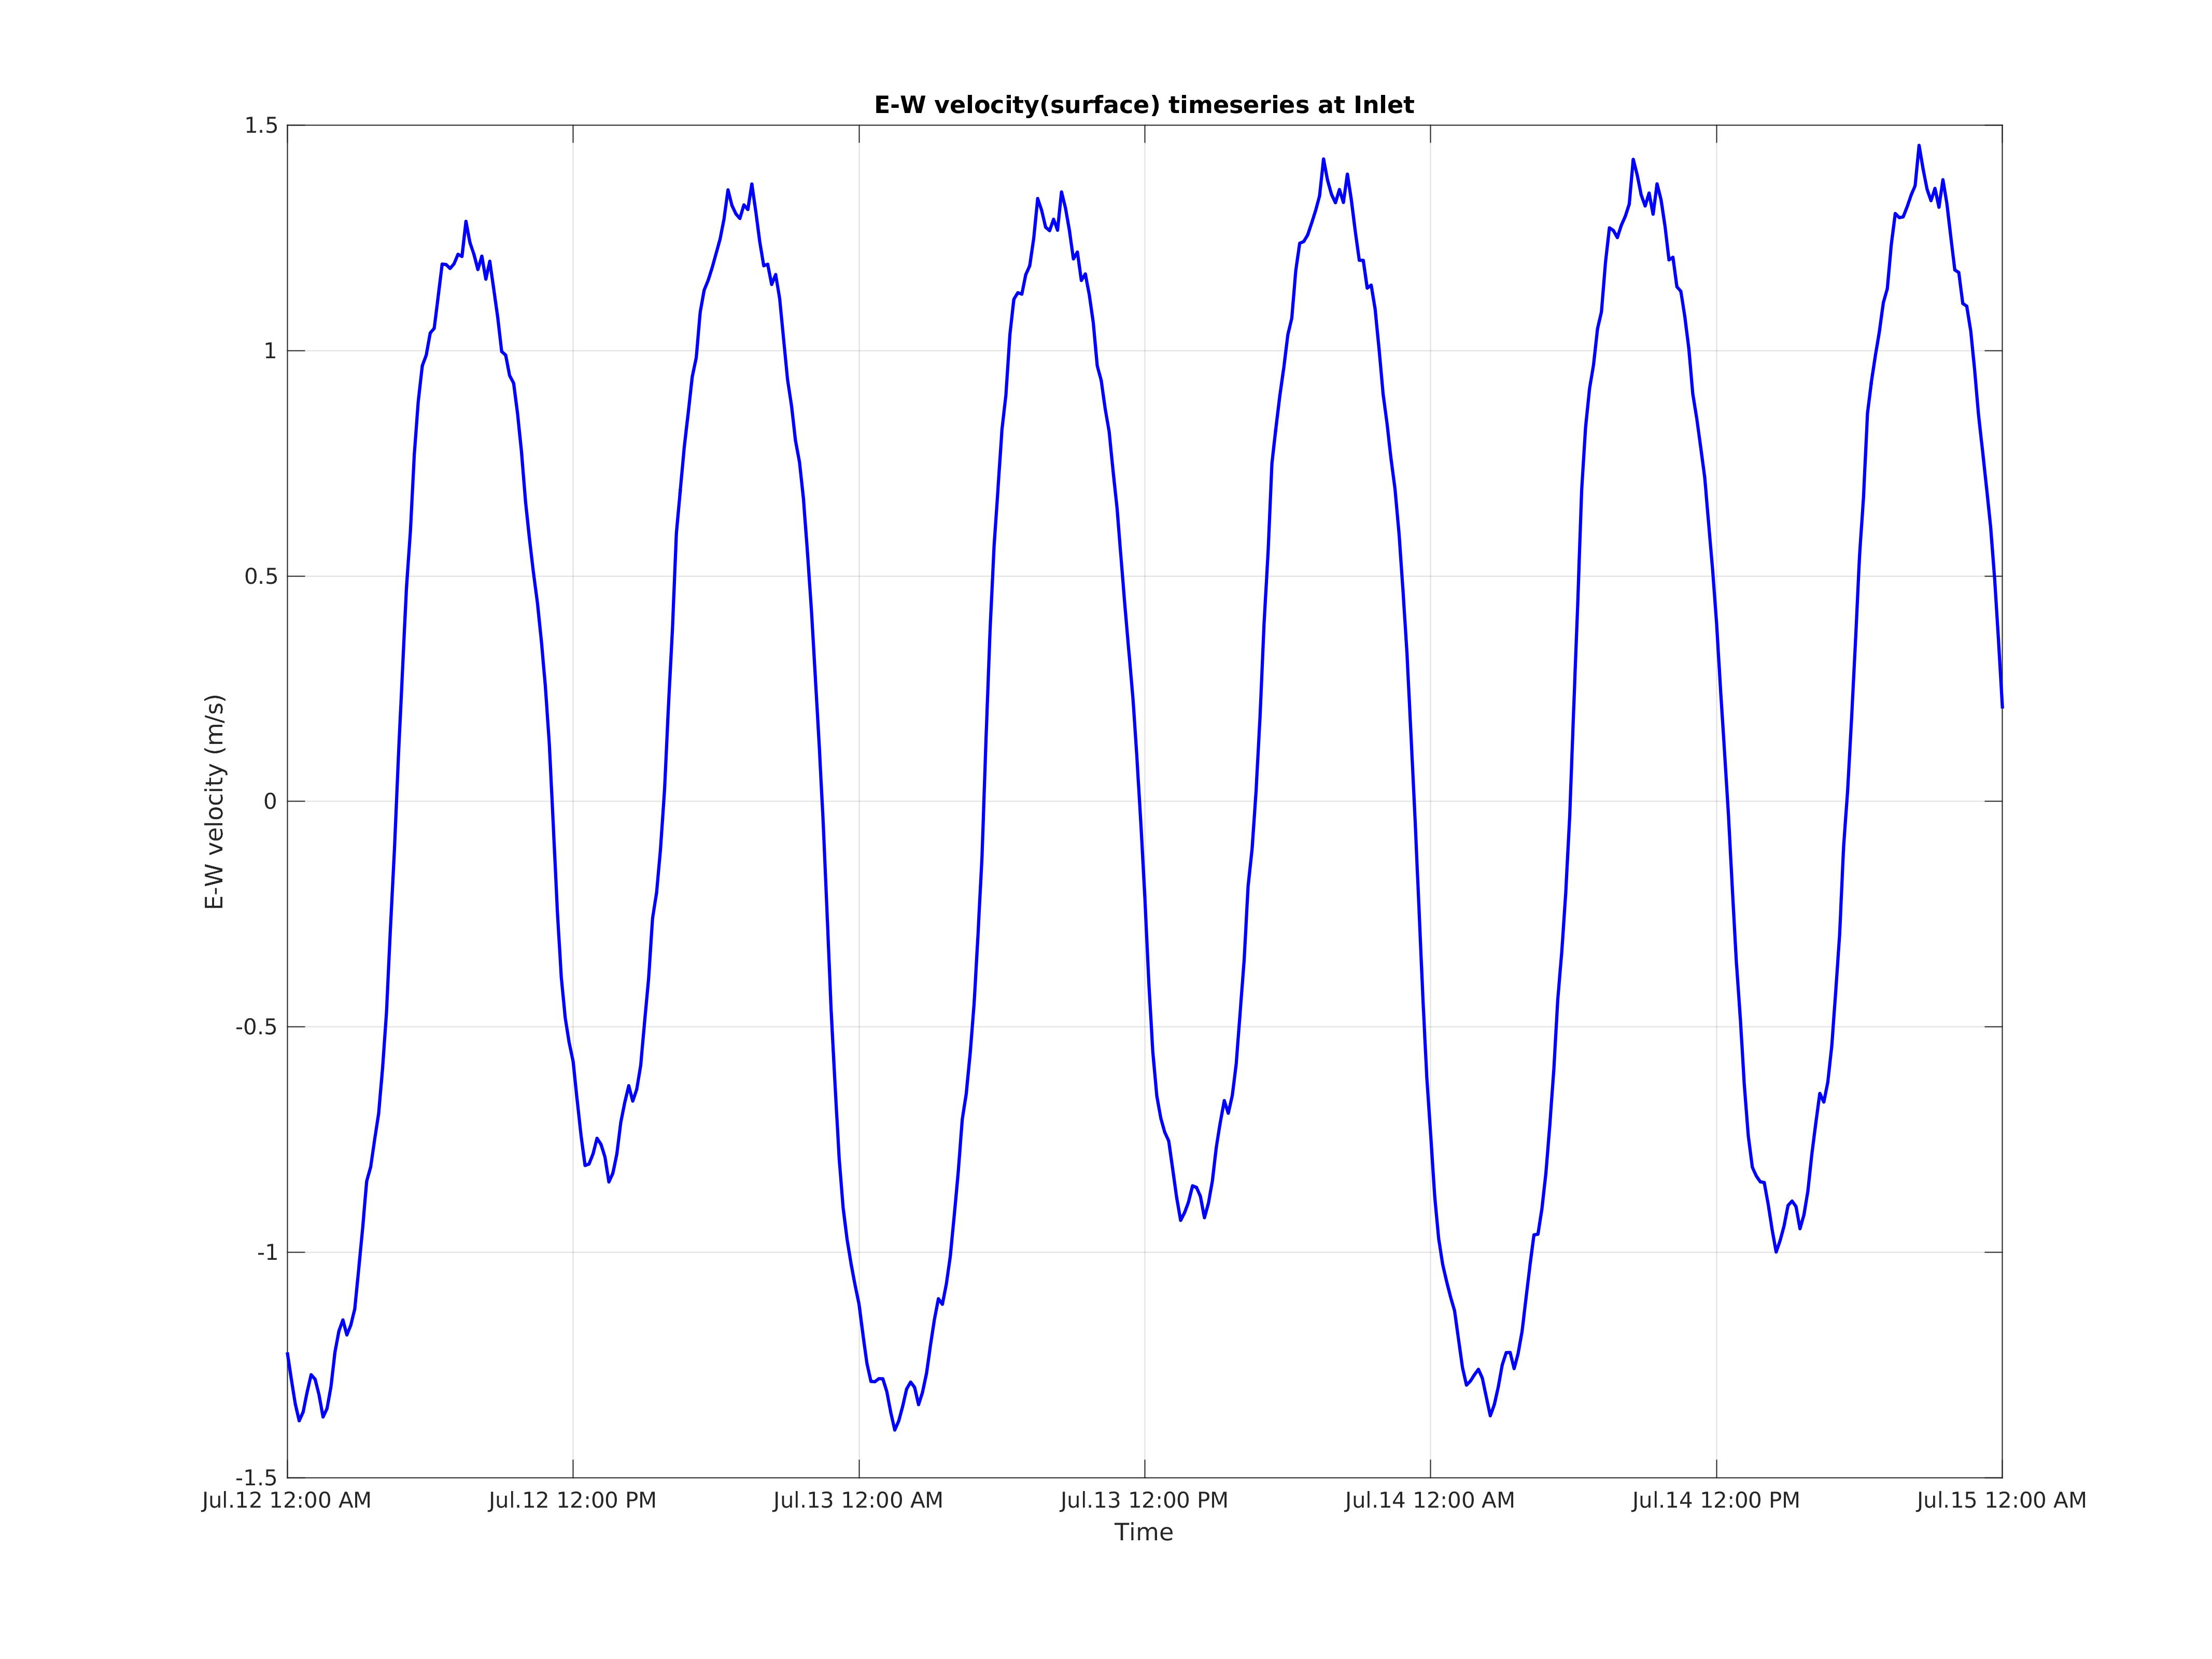 E-W velocity(surface) timeseries at Inlet
1.5
1
0.5
0
-0.5
-1
-1.5
E-W velocity (m/s)
Jul.12 12:00 AM
Jul.12 12:00 PM
Jul.13 12:00 AM
Jul.13 12:00 PM
Jul.14 12:00 AM
Jul.14 12:00 PM
Jul.15 12:00 AM
Time